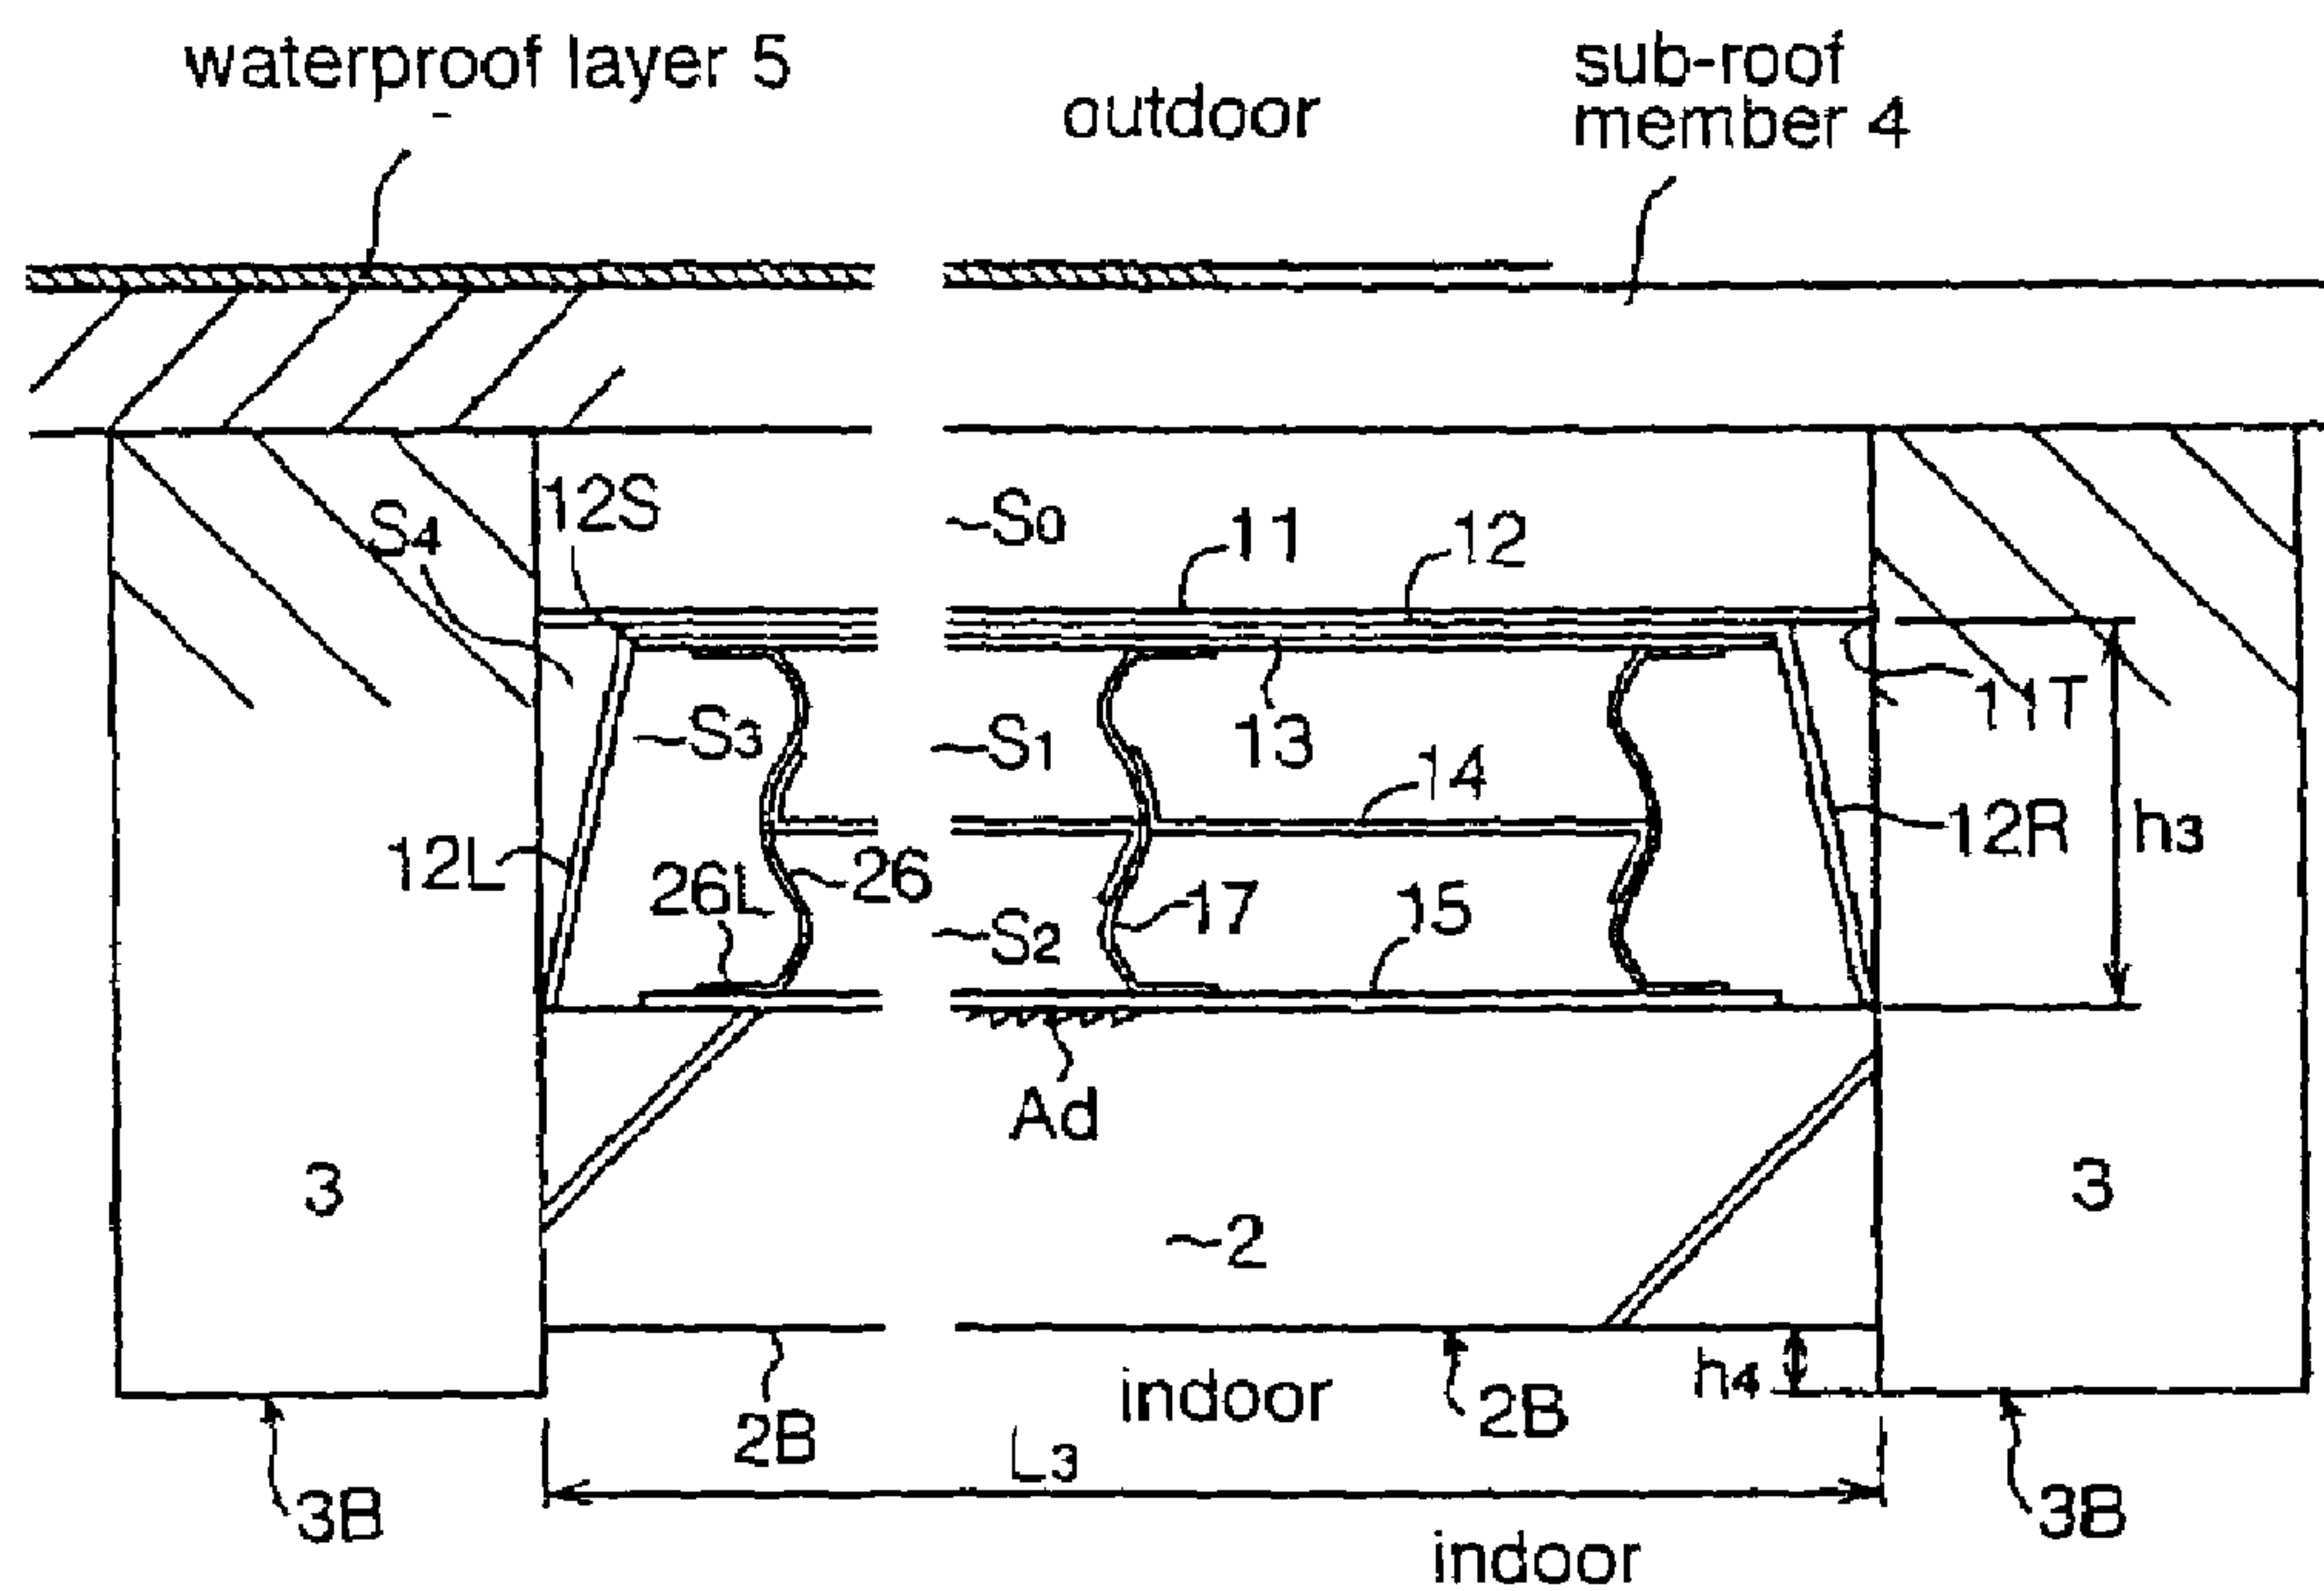 waterproof layer 5
outdoor
sub-roof
member 4
S4
12S
~S0
11
12
~S3
~S1
13
11T
14
12L
26
12R
h3
26L
17
15
~S2
Ad
3
~2
3
2B
indoor
2B
h4
3B
L3
3B
indoor